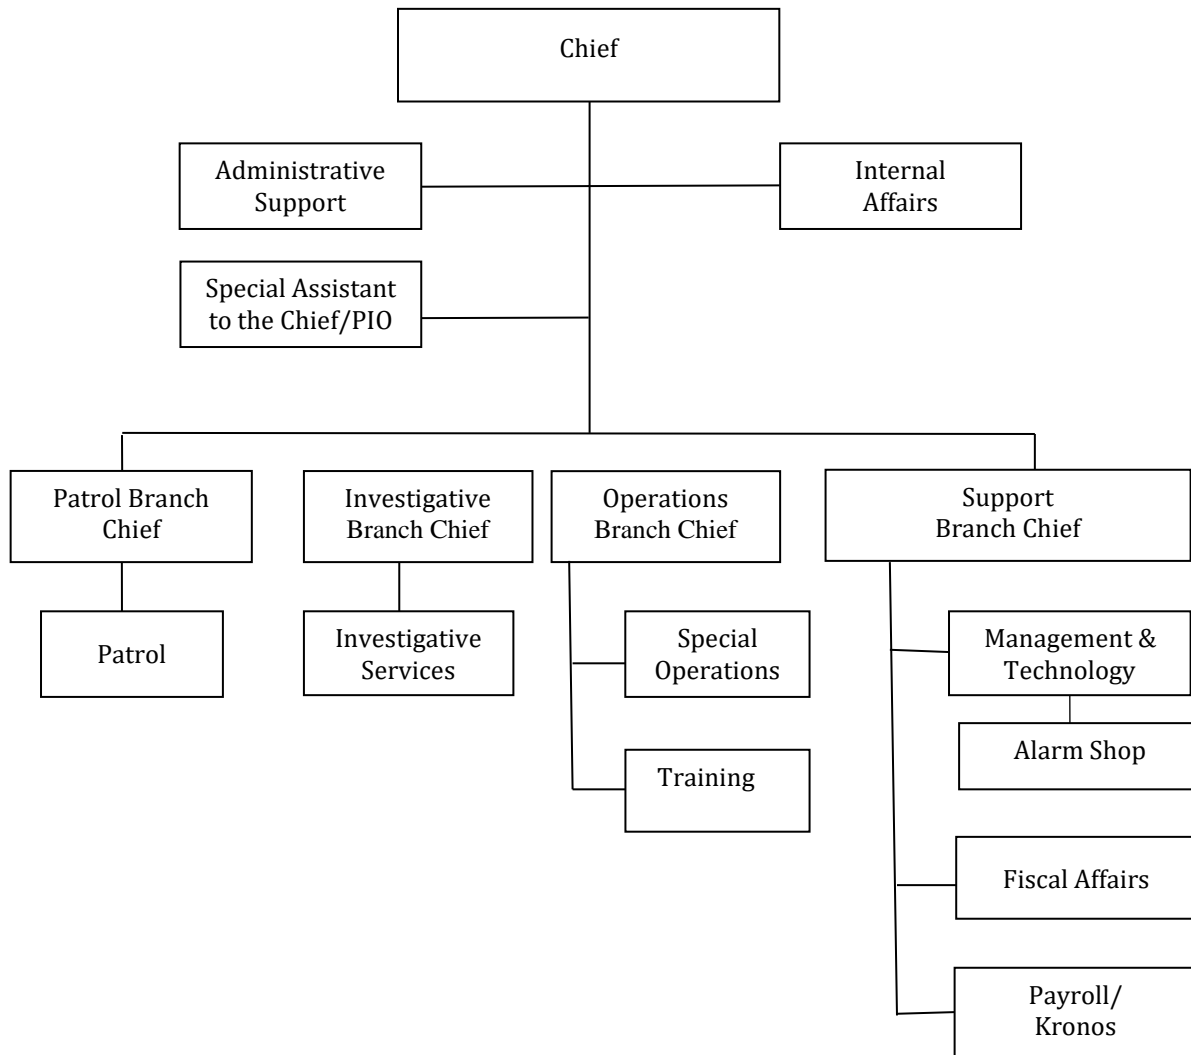 Chief
Administrative
Support
Internal
Affairs
Special Assistant
to the Chief/PIO
Patrol Branch
Chief
Investigative
Branch Chief
Operations
Branch Chief
Support
Branch Chief
Patrol
Investigative
Services
Special
Operations
Management &
Technology
Alarm Shop
Training
Fiscal Affairs
Payroll/
Kronos